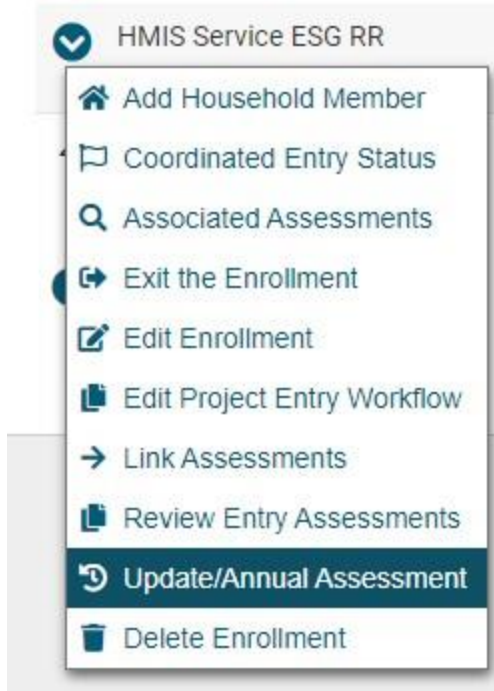 HMIS Service ESG RR
Add Household Member
Coordinated Entry Status
Associated Assessments
Exit the Enrollment
Edit Enrollment
Edit Project Entry Workflow
Link Assessments
Review Entry Assessments
Update/Annual Assessment
Delete Enrollment